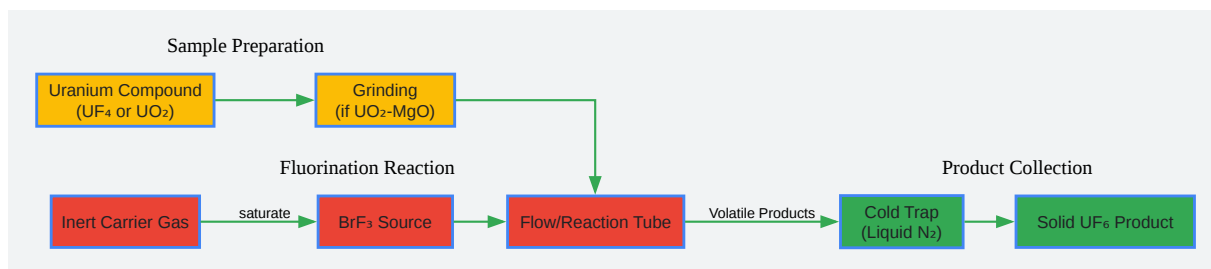 Sample Preparation
Uranium Compound
(UF₄ or UO₂)
Grinding
(if UO₂-MgO)
Fluorination Reaction
Product Collection
Inert Carrier Gas
saturate
BrF₃ Source
Flow/Reaction Tube
Volatile Products
Cold Trap
(Liquid N₂)
Solid UF₆ Product